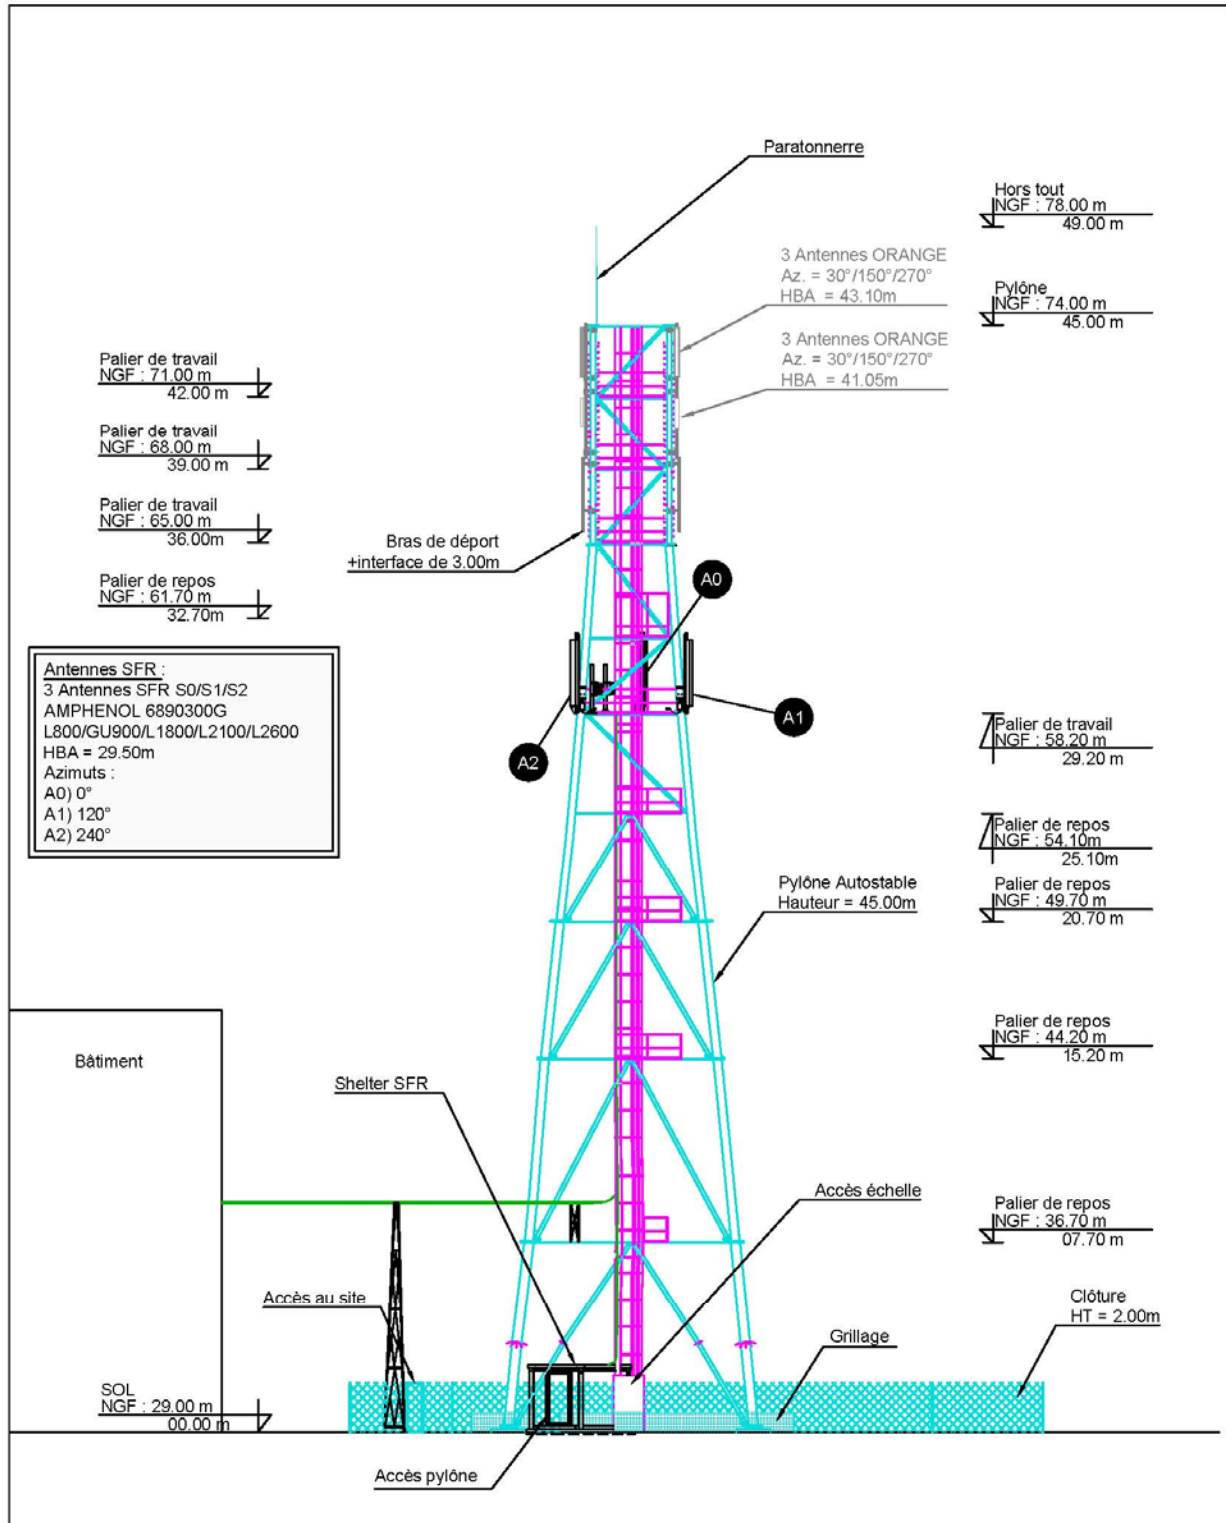 Paratonnerre
Hors tout
NGF : 78.00 m
49.00 m
3 Antennes ORANGE
Az. = 30°/150°/270°
HBA = 43.10m
Pylône
NGF : 74.00 m
45.00 m
3 Antennes ORANGE
Az. = 30°/150°/270°
HBA = 41.05m
Palier de travail
NGF : 71.00 m
42.00 m
Palier de travail
NGF : 68.00 m
39.00 m
Palier de travail
NGF : 65.00 m
36.00m
Bras de déport
+interface de 3.00m
Palier de repos
NGF : 61.70 m
32.70m
A0
Antennes SFR :
3 Antennes SFR S0/S1/S2
AMPHENOL 6890300G
L800/GU900/L1800/L2100/L2600
HBA = 29.50m
Azimuts :
A0) 0°
A1) 120°
A2) 240°
A1
A2
Palier de travail
NGF : 58.20 m
29.20 m
Palier de repos
NGF : 54.10m
25.10m
Pylône Autostable
Hauteur = 45.00m
Palier de repos
NGF : 49.70 m
20.70 m
Palier de repos
NGF : 44.20 m
15.20 m
Bâtiment
Shelter SFR
Accès échelle
Palier de repos
NGF : 36.70 m
07.70 m
Accès au site
Clôture
HT = 2.00m
Grillage
SOL
NGF : 29.00 m
00.00 m
Accès pylône